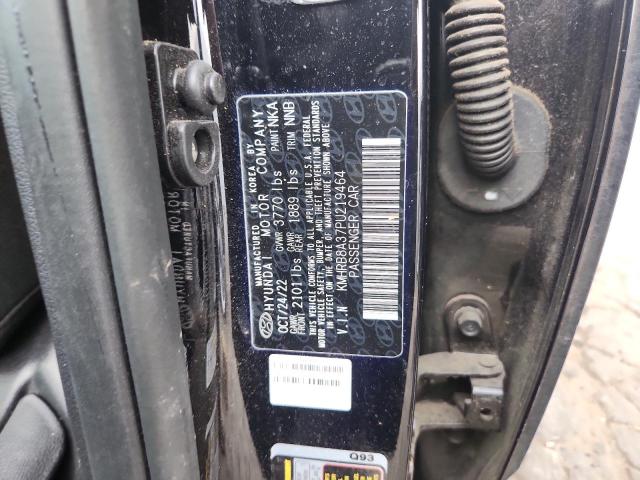 MANUFACTURED IN KOREA BY
HYUNDAI MOTOR COMPANY
OCT/24/22 GVWR 3770 lbs PAINT NKA
GAWR FRONT 2101 lbs GAWR REAR 1889 lbs TRIM NNB
THIS VEHICLE CONFORMS TO ALL APPLICABLE U.S.A. FEDERAL
MOTOR VEHICLE SAFETY, BUMPER, AND THEFT PREVENTION STANDARDS
IN EFFECT ON THE DATE OF MANUFACTURE SHOWN ABOVE.
V.I.N KMHRB8A37PU219464
PASSENGER CAR
Q93